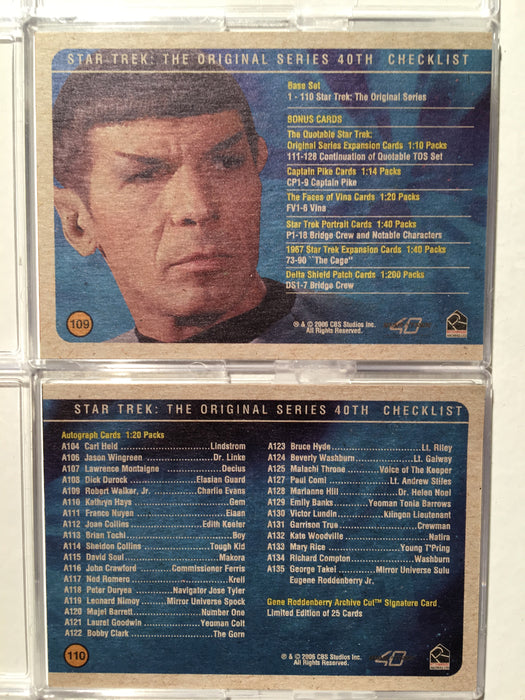 STAR TREK: THE ORIGINAL SERIES 40TH CHECKLIST
Base Set
1 - 110 Star Trek: The Original Series
BONUS CARDS
The Quotable Star Trek:
Original Series Expansion Cards 1:10 Packs
111-128 Continuation of Quotable TOS Set
Captain Pike Cards 1:14 Packs
CP1-9 Captain Pike
The Faces of Vina Cards 1:20 Packs
FV1-6 Vina
Star Trek Portrait Cards 1:40 Packs
P1-18 Bridge Crew and Notable Characters
1967 Star Trek Expansion Cards 1:40 Packs
73-90 ``The Cage"
Delta Shield Patch Cards 1:200 Packs
DS1-7 Bridge Crew
109
® & © 2006 CBS Studios Inc.
All Rights Reserved.
40
STAR TREK: THE ORIGINAL SERIES 40TH CHECKLIST
Autograph Cards 1:20 Packs
A104 Carl Held ... Lindstrom
A106 Jason Wingreen ... Dr. Linke
A107 Lawrence Montaigne ... Decius
A108 Dick Durock ... Elasian Guard
A109 Robert Walker, Jr. ... Charlie Evans
A110 Kathryn Hays ... Gem
A111 France Nuyen ... Elaan
A112 Joan Collins ... Edith Keeler
A113 Brian Tochi ... Boy
A114 Sheldon Collins ... Tough Kid
A115 David Soul ... Makora
A116 John Crawford ... Commissioner Ferris
A117 Ned Romero ... Krell
A118 Peter Duryea ... Navigator Jose Tyler
A119 Leonard Nimoy ... Mirror Universe Spock
A120 Majel Barrett ... Number One
A121 Laurel Goodwin ... Yeoman Colt
A122 Bobby Clark ... The Gorn
A123 Bruce Hyde ... Lt. Riley
A124 Beverly Washburn ... Lt. Galway
A125 Malachi Throne ... Voice of The Keeper
A127 Paul Comi ... Lt. Andrew Stiles
A128 Marianne Hill ... Dr. Helen Noel
A129 Emily Banks ... Yeoman Tonia Barrows
A130 Victor Lundin ... Klingon Lieutenant
A131 Garrison True ... Crewman
A132 Kate Woodville ... Natira
A133 Mary Rice ... Young T'Pring
A134 Richard Compton ... Washburn
A135 George Takei ... Mirror Universe Sulu
Eugene Roddenberry Jr.
Gene Roddenberry Archive Cut™ Signature Card
Limited Edition of 25 Cards
110
® & © 2006 CBS Studios Inc.
All Rights Reserved.
40